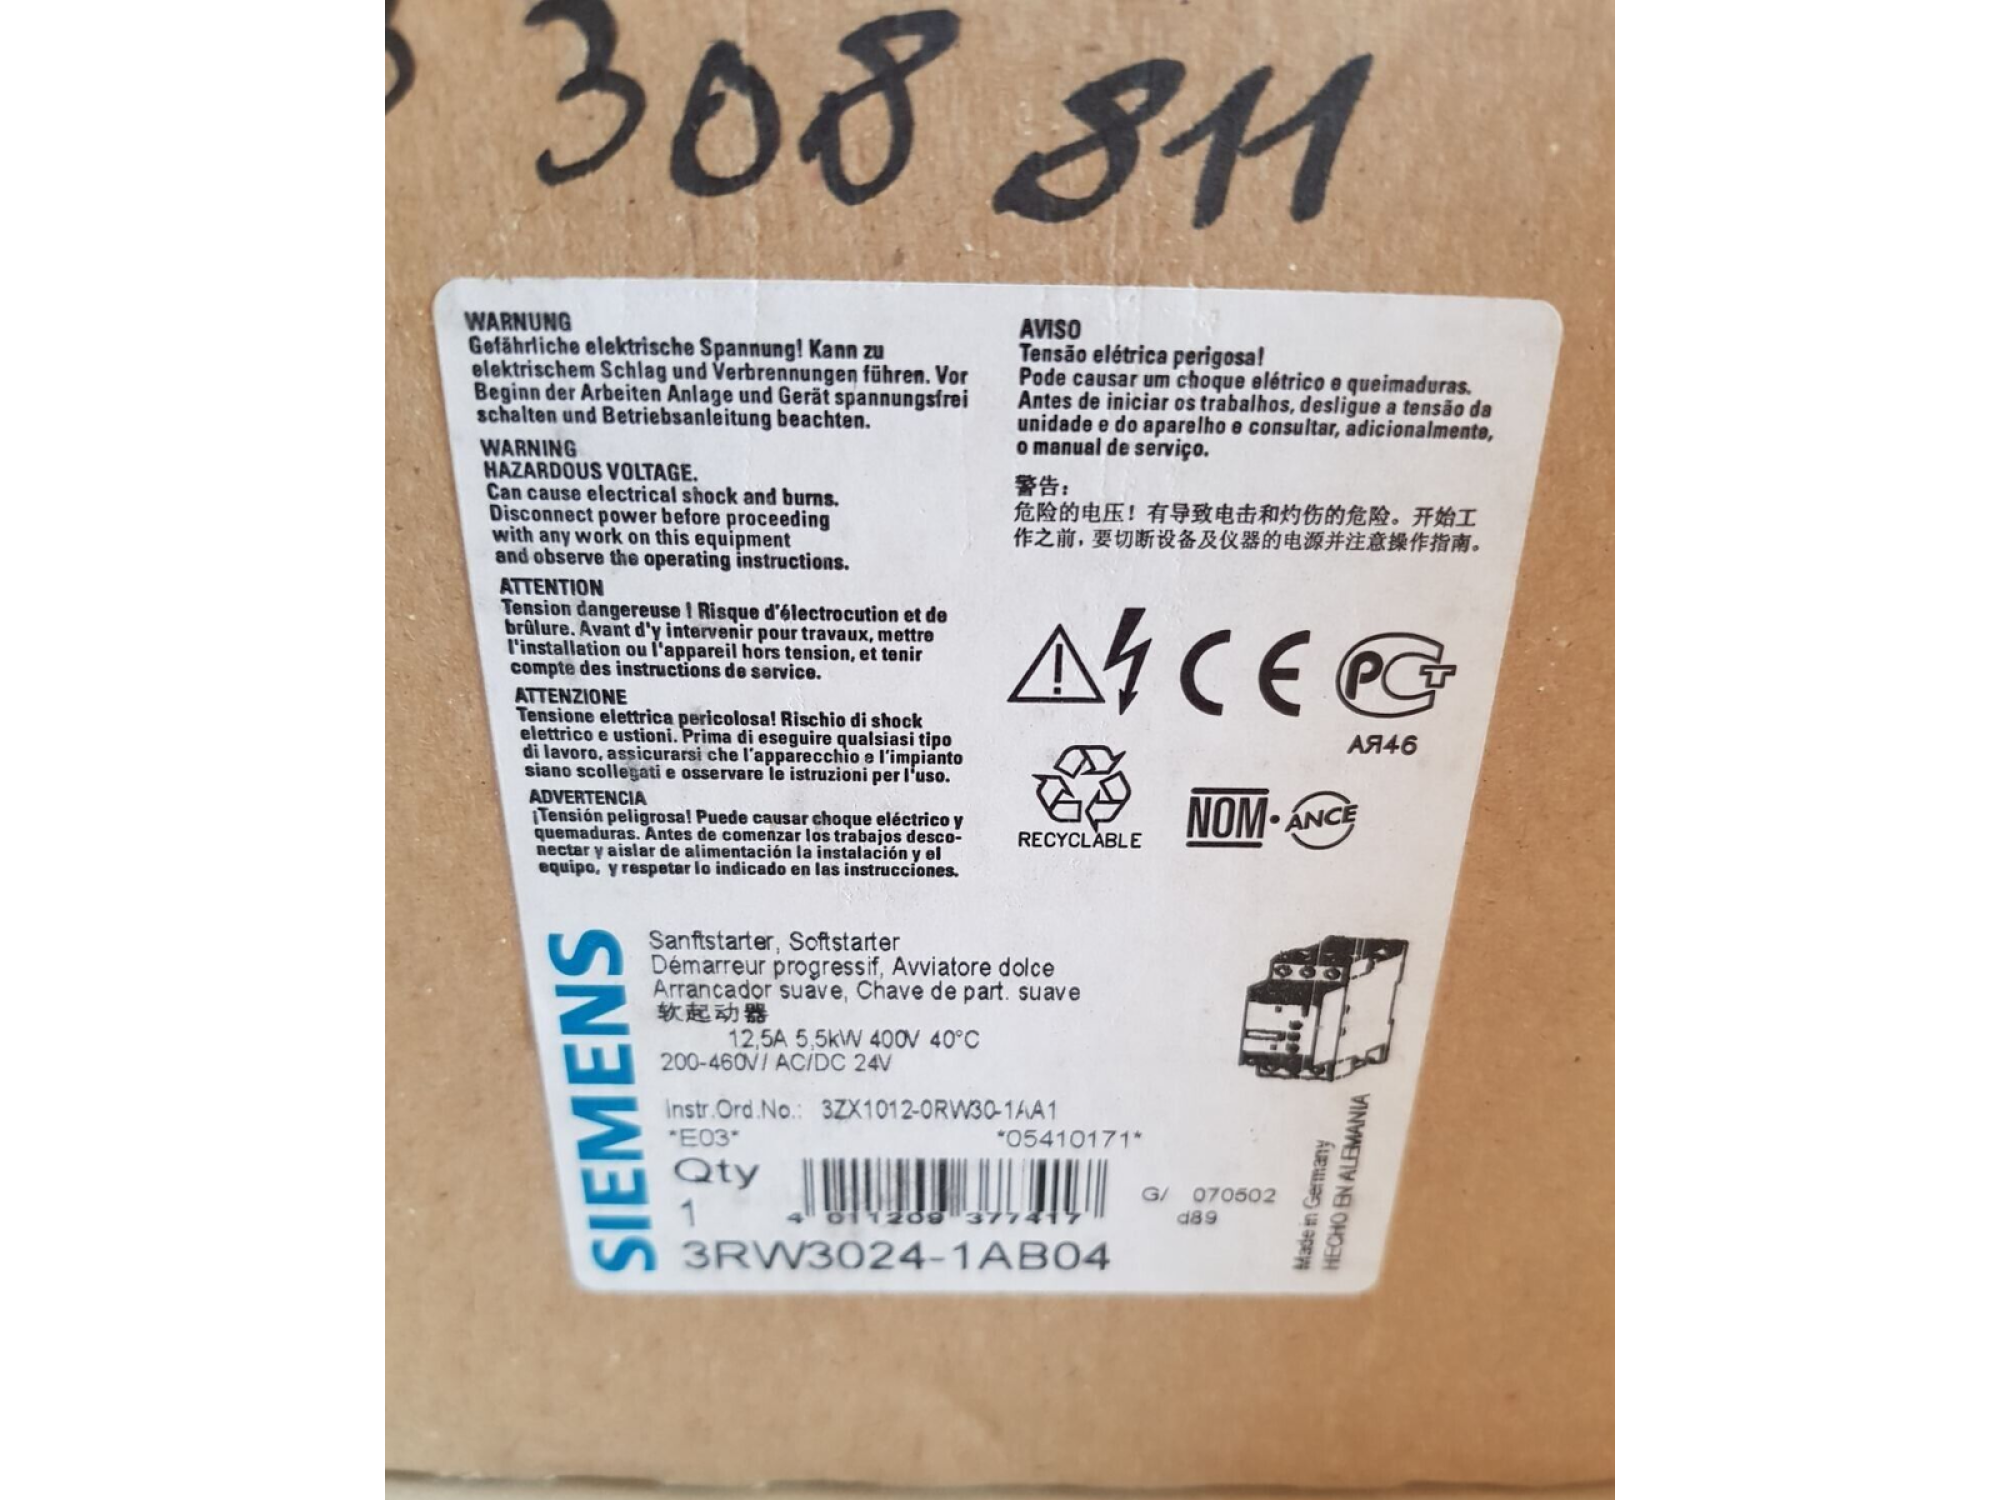 308 811
WARNUNG
Gefährliche elektrische Spannung! Kann zu
elektrischem Schlag und Verbrennungen führen. Vor
Beginn der Arbeiten Anlage und Gerät spannungsfrei
schalten und Betriebsanleitung beachten.
WARNING
HAZARDOUS VOLTAGE.
Can cause electrical shock and burns.
Disconnect power before proceeding
with any work on this equipment
and observe the operating instructions.
ATTENTION
Tension dangereuse ! Risque d'électrocution et de
brûlure. Avant d'y intervenir pour travaux, mettre
l'installation ou l'appareil hors tension, et tenir
compte des instructions de service.
ATTENZIONE
Tensione elettrica pericolosa! Rischio di shock
elettrico e ustioni. Prima di eseguire qualsiasi tipo
di lavoro, assicurarsi che l'apparecchio e l'impianto
siano scollegati e osservare le istruzioni per l'uso.
ADVERTENCIA
¡Tensión peligrosa! Puede causar choque eléctrico y
quemaduras. Antes de comenzar los trabajos desco-
nectar y aislar de alimentación la instalación y el
equipo, y respetar lo indicado en las instrucciones.
AVISO
Tensão elétrica perigosa!
Pode causar um choque elétrico e queimaduras.
Antes de iniciar os trabalhos, desligue a tensão da
unidade e do aparelho e consultar, adicionalmente,
o manual de serviço.
警告：
危险的电压！有导致电击和灼伤的危险。开始工
作之前，要切断设备及仪器的电源并注意操作指南。
CE PCT
АЯ46
RECYCLABLE
NOM·ANCE
SIEMENS
Sanftstarter, Softstarter
Démarreur progressif, Avviatore dolce
Arrancador suave, Chave de part. suave
软起动器
12,5A 5,5kW 400V 40°C
200-460V/ AC/DC 24V
Instr.Ord.No.: 3ZX1012-0RW30-1AA1
*E03* *05410171*
Qty
1
4 011209 377417
G/ 070502
d89
3RW3024-1AB04
Made in Germany
HECHO EN ALEMANIA